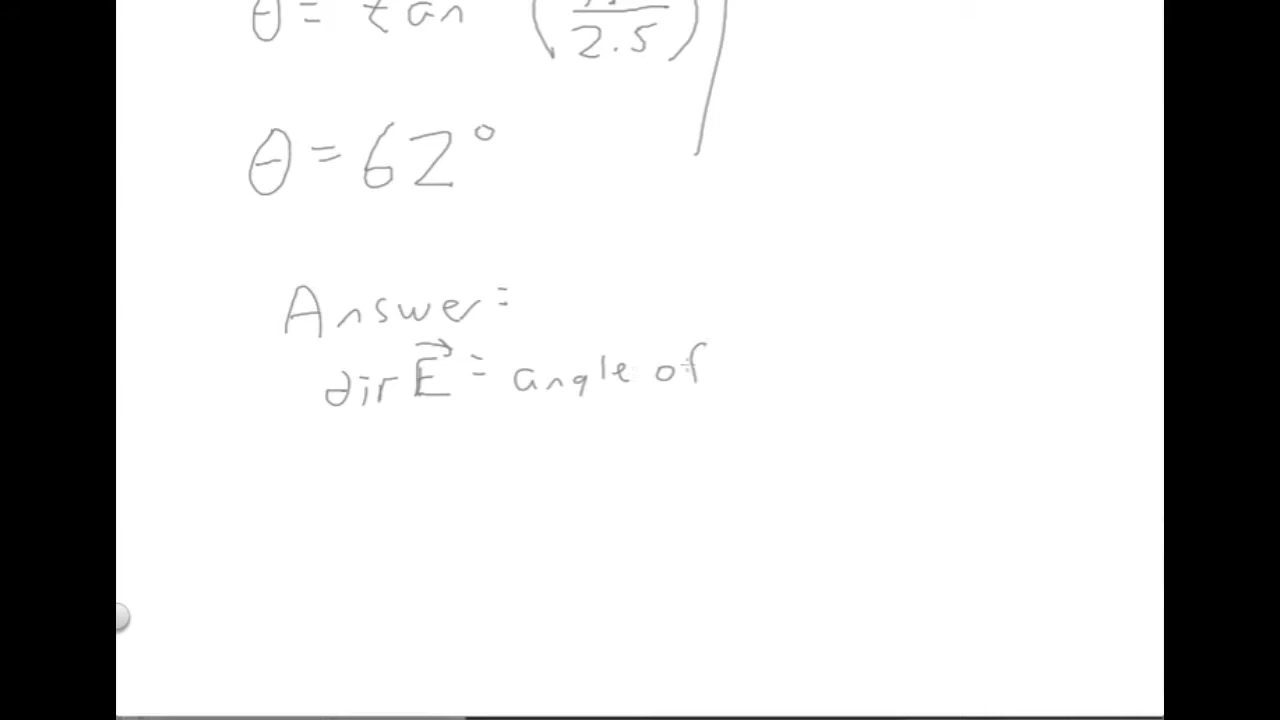 θ = tan ( / 2.5 )
θ = 62°
Answer:
dir E⃗ = angle of